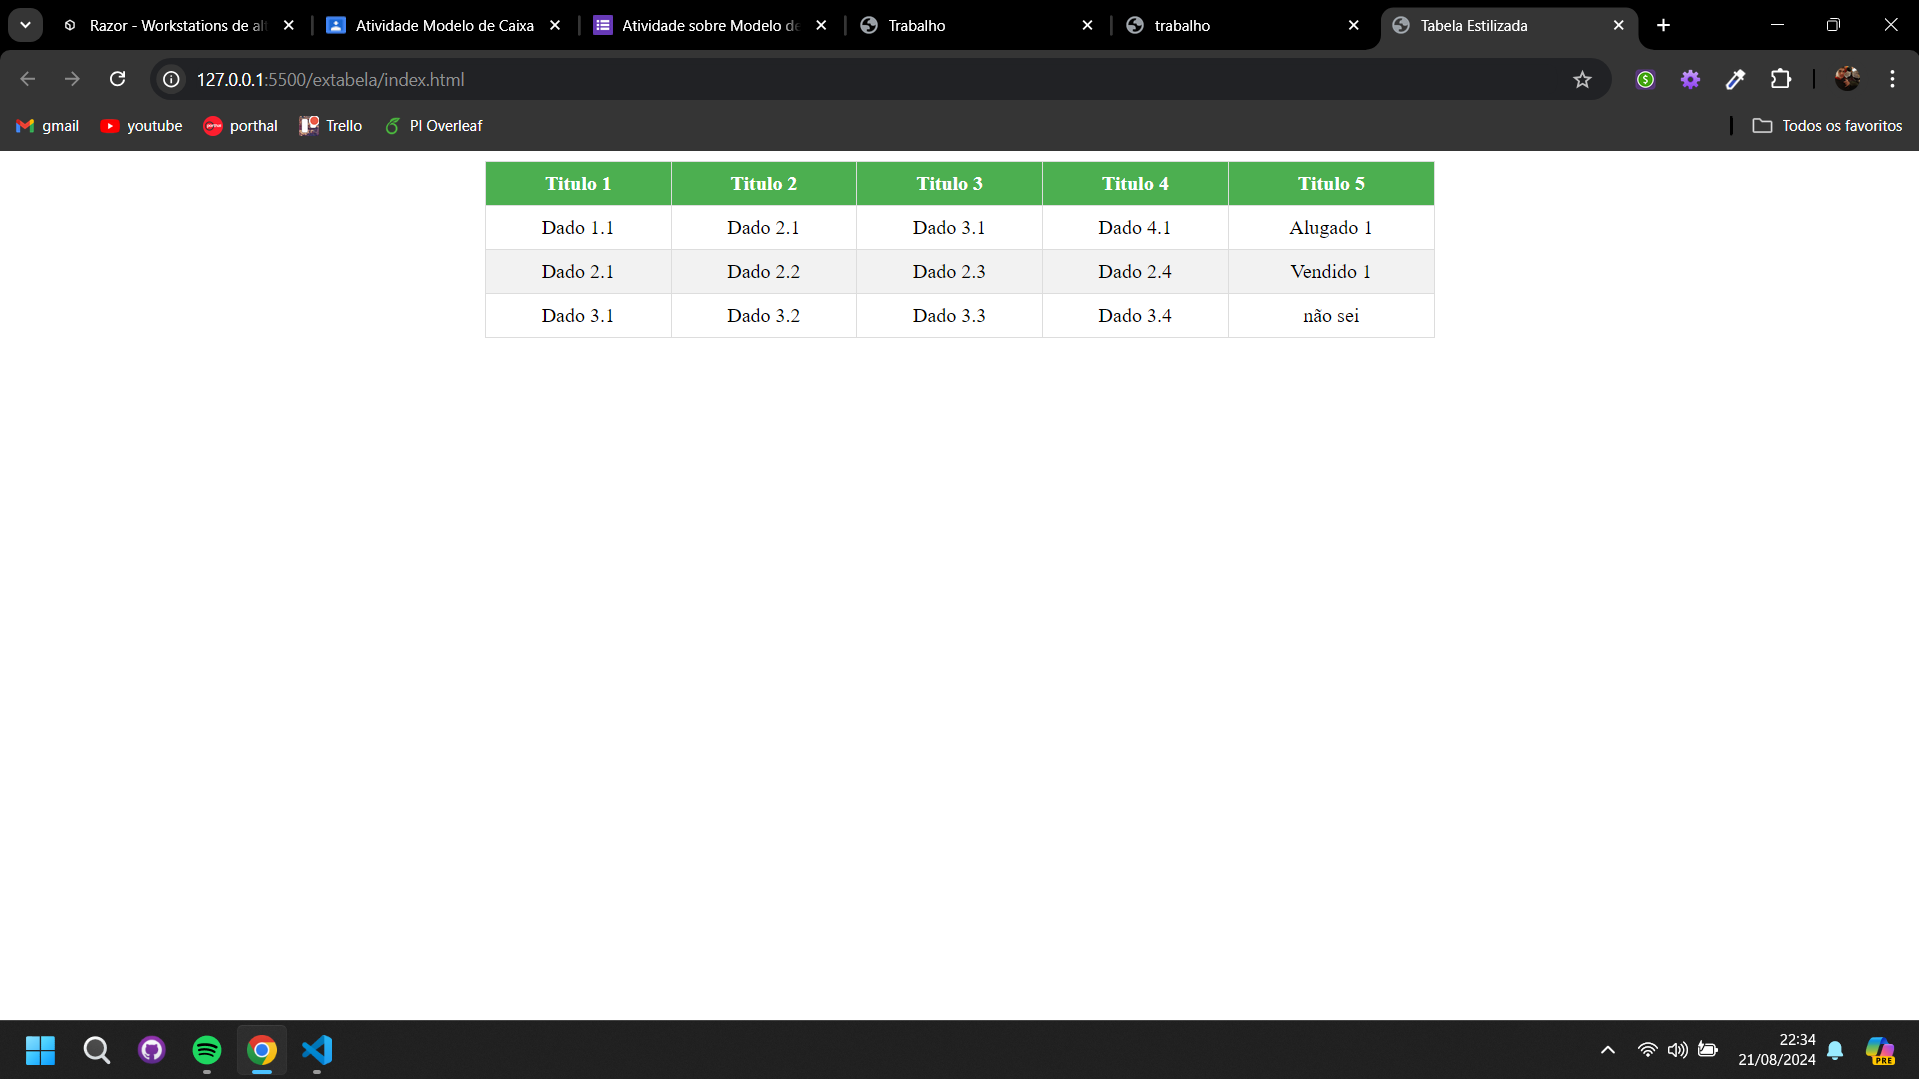 Razor - Workstations de al
Atividade Modelo de Caixa
Atividade sobre Modelo de
Trabalho
trabalho
Tabela Estilizada
127.0.0.1:5500/extabela/index.html
gmail
youtube
porthal
Trello
PI Overleaf
Todos os favoritos
Titulo 1 Titulo 2 Titulo 3 Titulo 4 Titulo 5
Dado 1.1 Dado 2.1 Dado 3.1 Dado 4.1 Alugado 1
Dado 2.1 Dado 2.2 Dado 2.3 Dado 2.4 Vendido 1
Dado 3.1 Dado 3.2 Dado 3.3 Dado 3.4 não sei
22:34
21/08/2024
PRE